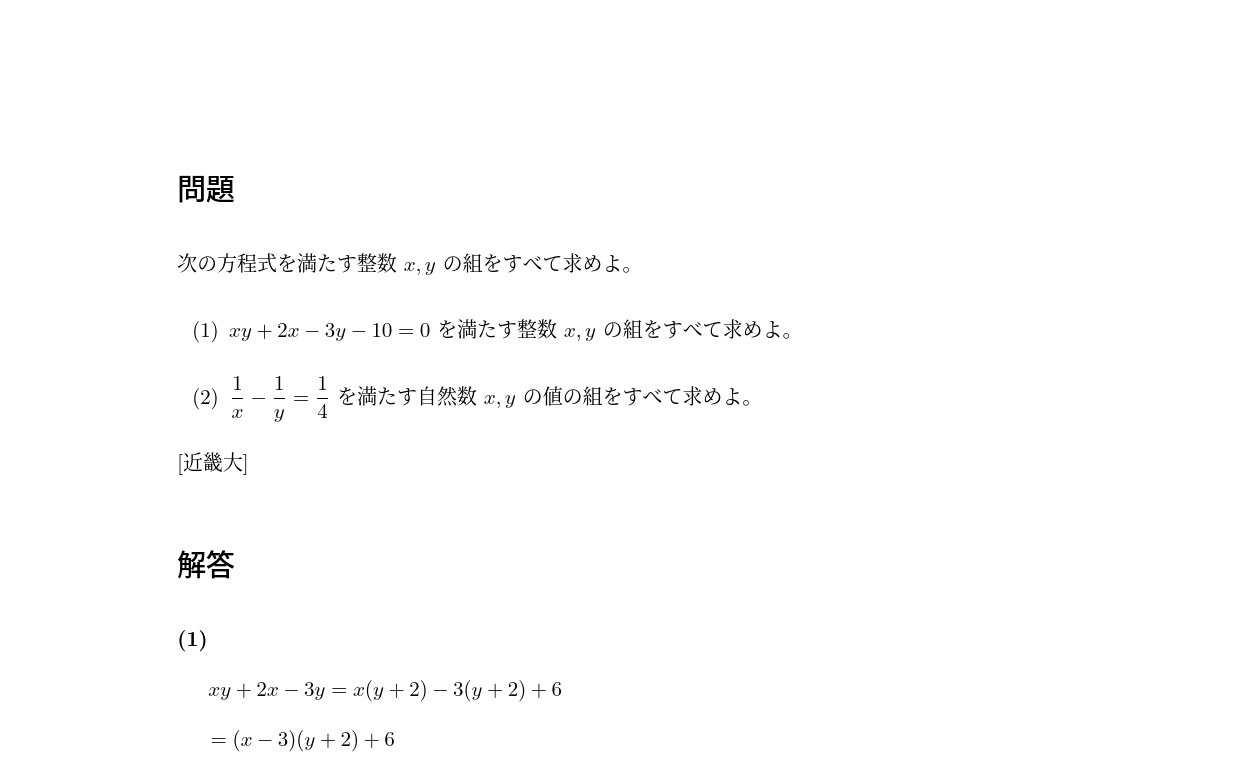 問題
次の方程式を満たす整数 x, y の組をすべて求めよ。
(1) xy + 2x − 3y − 10 = 0 を満たす整数 x, y の組をすべて求めよ。
(2) 1/x − 1/y = 1/4 を満たす自然数 x, y の値の組をすべて求めよ。
[近畿大]
解答
(1)
xy + 2x − 3y = x(y + 2) − 3(y + 2) + 6
= (x − 3)(y + 2) + 6